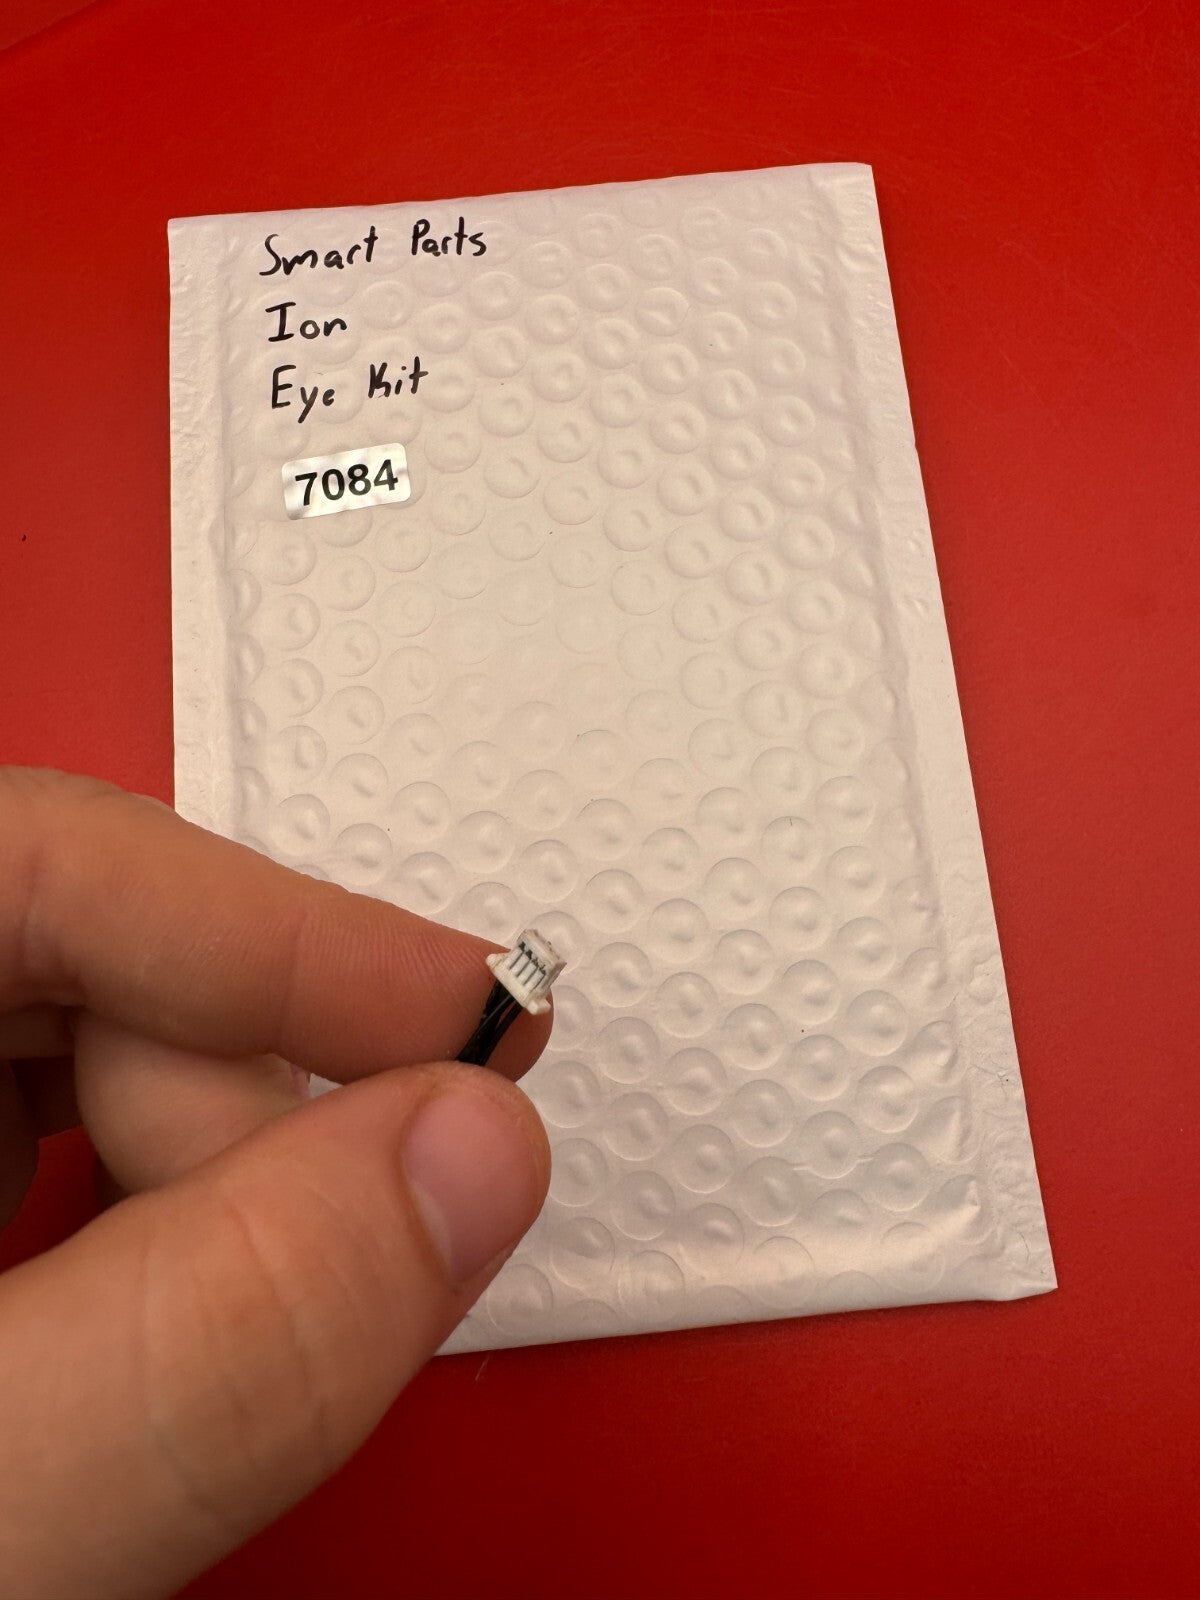 Smart Parts
Ion
Eye Kit
7084